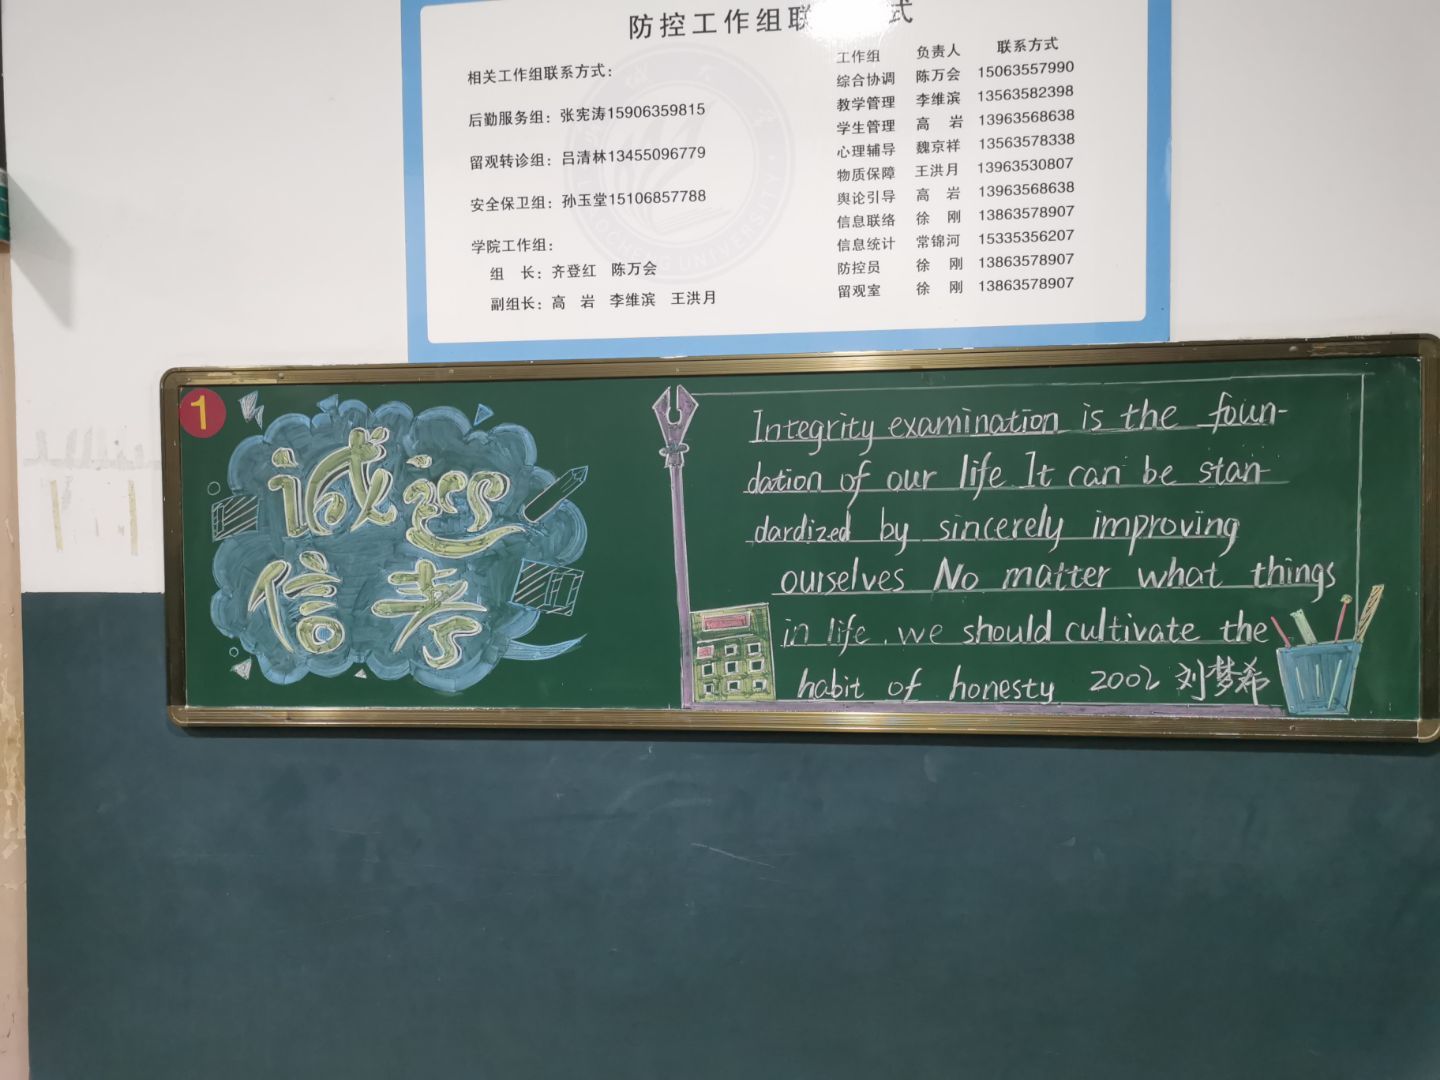 防控工作组联 式
相关工作组联系方式：
后勤服务组：张宪涛15906359815
留观转诊组：吕清林13455096779
安全保卫组：孙玉堂15106857788
学院工作组：
组 长：齐登红 陈万会
副组长：高 岩 李维滨 王洪月
工作组 负责人 联系方式
综合协调 陈万会 15063557990
教学管理 李维滨 13563582398
学生管理 高 岩 13963568638
心理辅导 魏京祥 13563578338
物质保障 王洪月 13963530807
舆论引导 高 岩 13963568638
信息联络 徐 刚 13863578907
信息统计 常锦河 15335356207
防控员 徐 刚 13863578907
留观室 徐 刚 13863578907
1
诚迎
信考
Integrity examination is the foun-
dation of our life It can be stan-
dardized by sincerely improving
ourselves No matter what things
in life, we should cultivate the
habit of honesty 2002 刘梦希